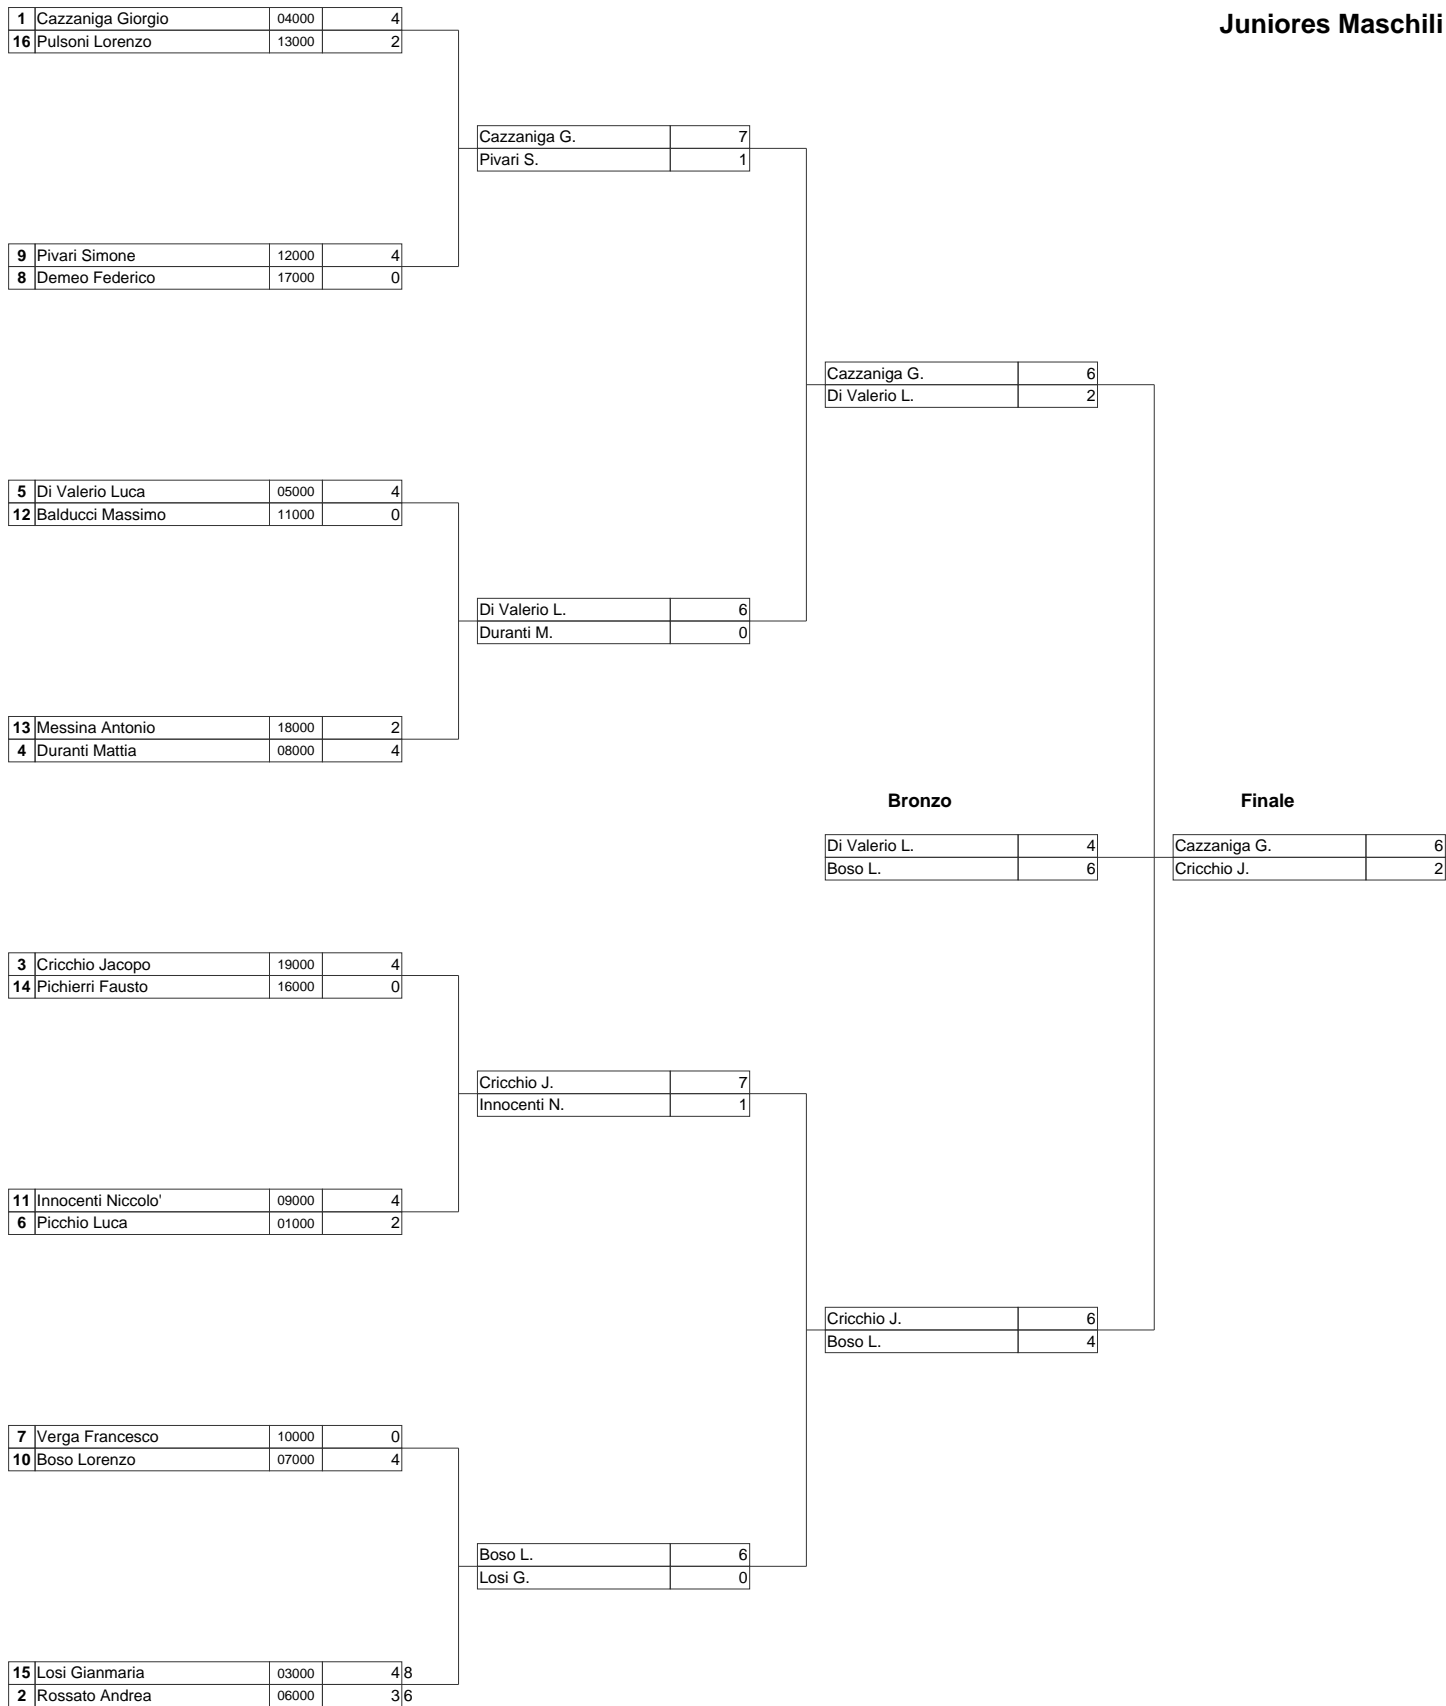 Juniores Maschili
1 Cazzaniga Giorgio 04000 4
16 Pulsoni Lorenzo 13000 2
Cazzaniga G. 7
Pivari S. 1
9 Pivari Simone 12000 4
8 Demeo Federico 17000 0
Cazzaniga G. 6
Di Valerio L. 2
5 Di Valerio Luca 05000 4
12 Balducci Massimo 11000 0
Di Valerio L. 6
Duranti M. 0
13 Messina Antonio 18000 2
4 Duranti Mattia 08000 4
Bronzo Finale
Di Valerio L. 4 Cazzaniga G. 6
Boso L. 6 Cricchio J. 2
3 Cricchio Jacopo 19000 4
14 Pichierri Fausto 16000 0
Cricchio J. 7
Innocenti N. 1
11 Innocenti Niccolo' 09000 4
6 Picchio Luca 01000 2
Cricchio J. 6
Boso L. 4
7 Verga Francesco 10000 0
10 Boso Lorenzo 07000 4
Boso L. 6
Losi G. 0
15 Losi Gianmaria 03000 4 8
2 Rossato Andrea 06000 3 6